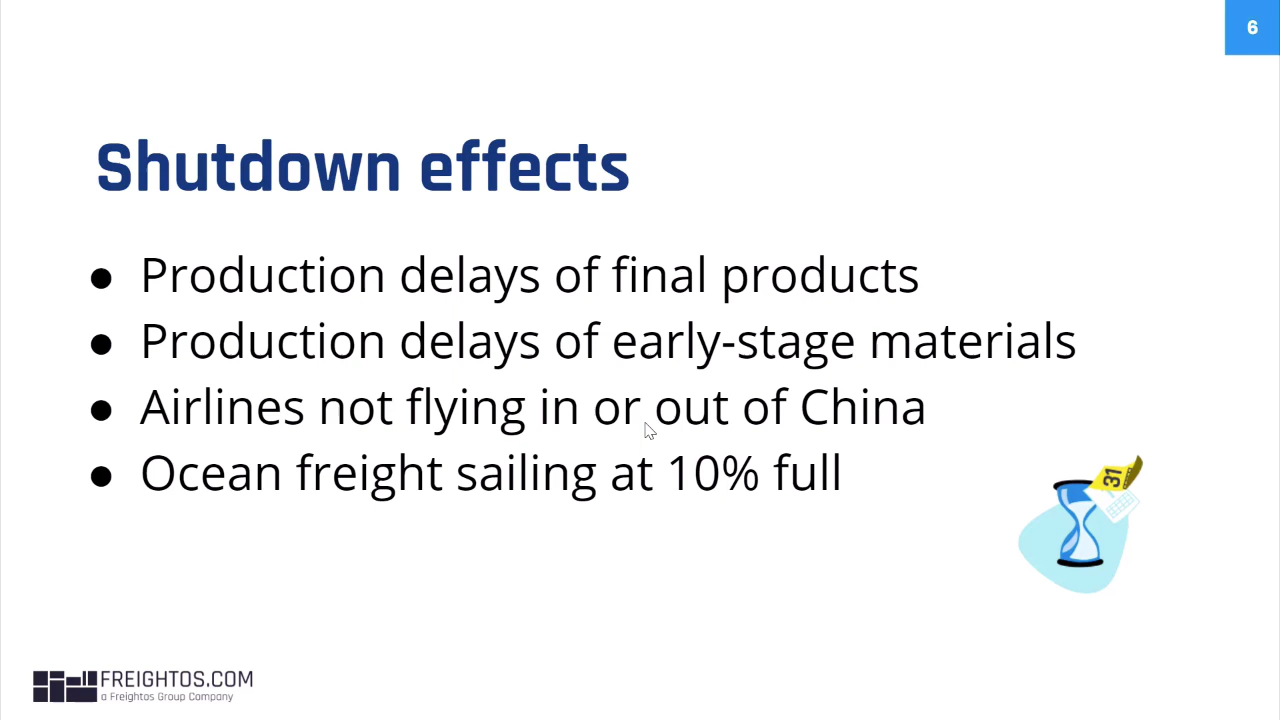 6
Shutdown effects
● Production delays of final products
● Production delays of early-stage materials
● Airlines not flying in or out of China
● Ocean freight sailing at 10% full
31
FREIGHTOS.COM
a Freightos Group Company